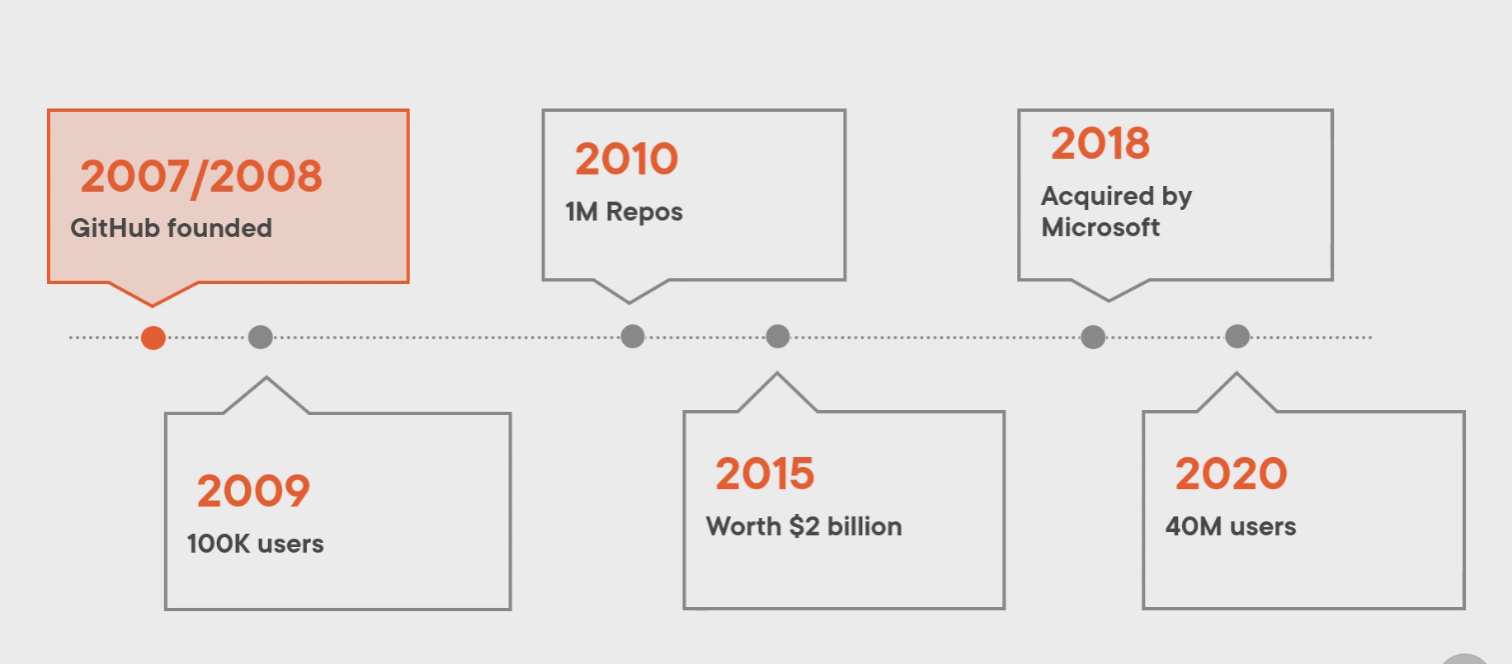 2007/2008
GitHub founded
2009
100K users
2010
1M Repos
2015
Worth $2 billion
2018
Acquired by
Microsoft
2020
40M users